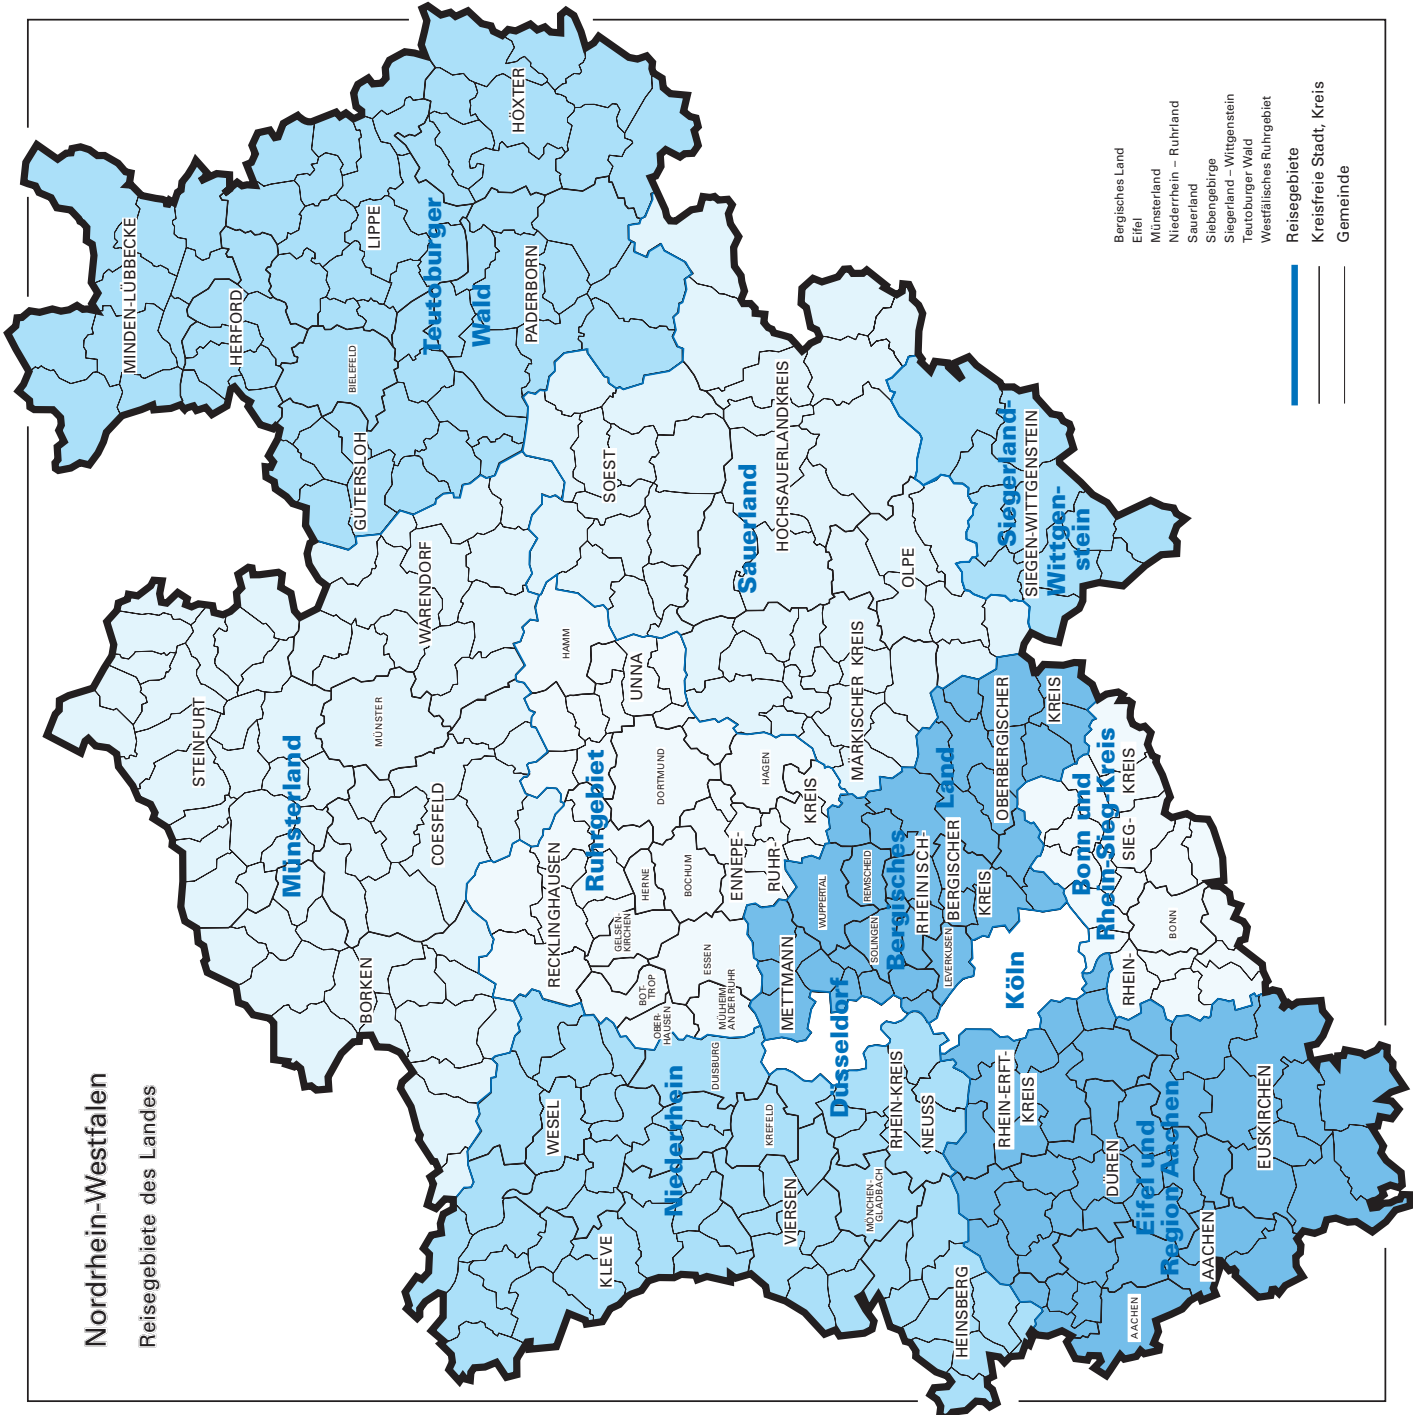 Nordrhein-Westfalen
Reisegebiete des Landes
STEINFURT
Münsterland
MÜNSTER
WARENDORF
COESFELD
BORKEN
MINDEN-LÜBBECKE
HERFORD
BIELEFELD
GÜTERSLOH
LIPPE
Teutoburger
Wald
HÖXTER
PADERBORN
KLEVE
WESEL
Niederrhein
DUISBURG
KREFELD
VIERSEN
MÖNCHEN-
GLADBACH
RHEIN-KREIS
NEUSS
HEINSBERG
RECKLINGHAUSEN
Ruhrgebiet
BOT-
TROP
OBER-
HAUSEN
GELSEN-
KIRCHEN
HERNE
BOCHUM
ESSEN
MÜLHEIM
AN DER RUHR
DORTMUND
HAMM
UNNA
HAGEN
ENNEPE-
RUHR-
KREIS
SOEST
Sauerland
HOCHSAUERLANDKREIS
MÄRKISCHER KREIS
OLPE
Siegerland-
SIEGEN-WITTGENSTEIN
Wittgen-
stein
METTMANN
Düsseldorf
WUPPERTAL
REMSCHEID
SOLINGEN
Bergisches
Land
RHEINISCH-
BERGISCHER
KREIS
LEVERKUSEN
OBERBERGISCHER
KREIS
Köln
Bonn und
Rhein-Sieg-Kreis
RHEIN-
SIEG-
KREIS
BONN
RHEIN-ERFT-
KREIS
DÜREN
Eifel und
Region Aachen
AACHEN
AACHEN
EUSKIRCHEN
Bergisches Land
Eifel
Münsterland
Niederrhein – Ruhrland
Sauerland
Siebengebirge
Siegerland – Wittgenstein
Teutoburger Wald
Westfälisches Ruhrgebiet
Reisegebiete
Kreisfreie Stadt, Kreis
Gemeinde